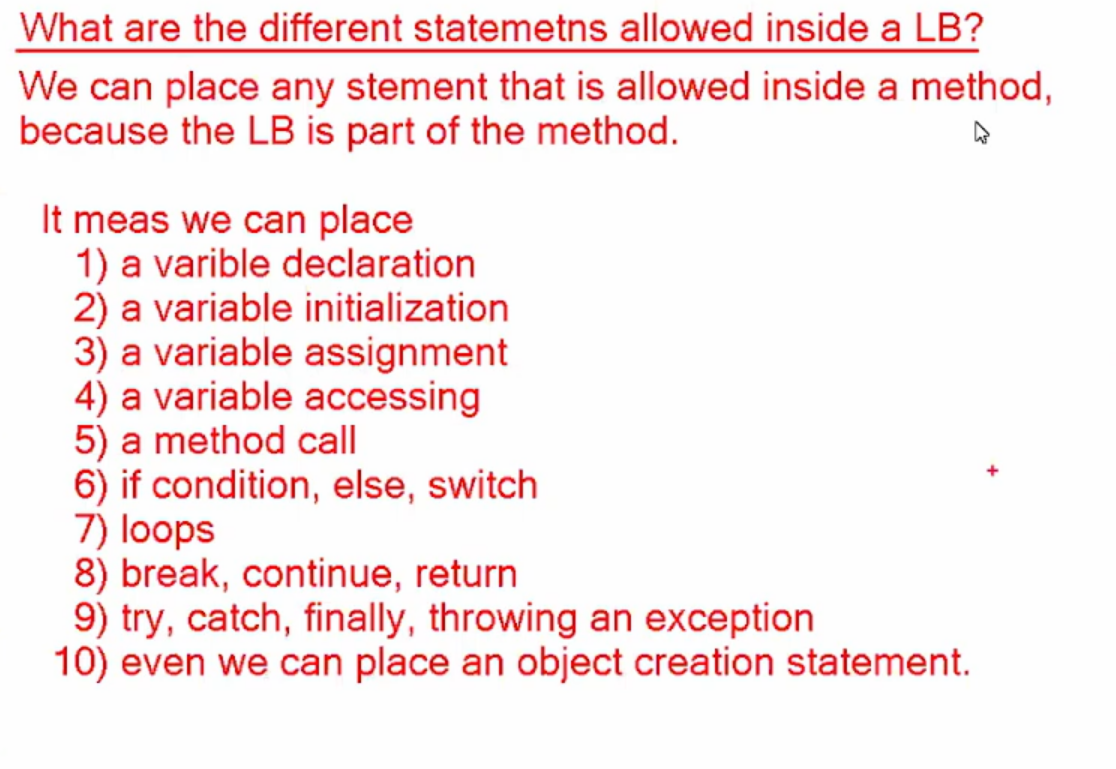 What are the different statemetns allowed inside a LB?
We can place any stement that is allowed inside a method,
because the LB is part of the method.
It meas we can place
1) a varible declaration
2) a variable initialization
3) a variable assignment
4) a variable accessing
5) a method call
6) if condition, else, switch
7) loops
8) break, continue, return
9) try, catch, finally, throwing an exception
10) even we can place an object creation statement.